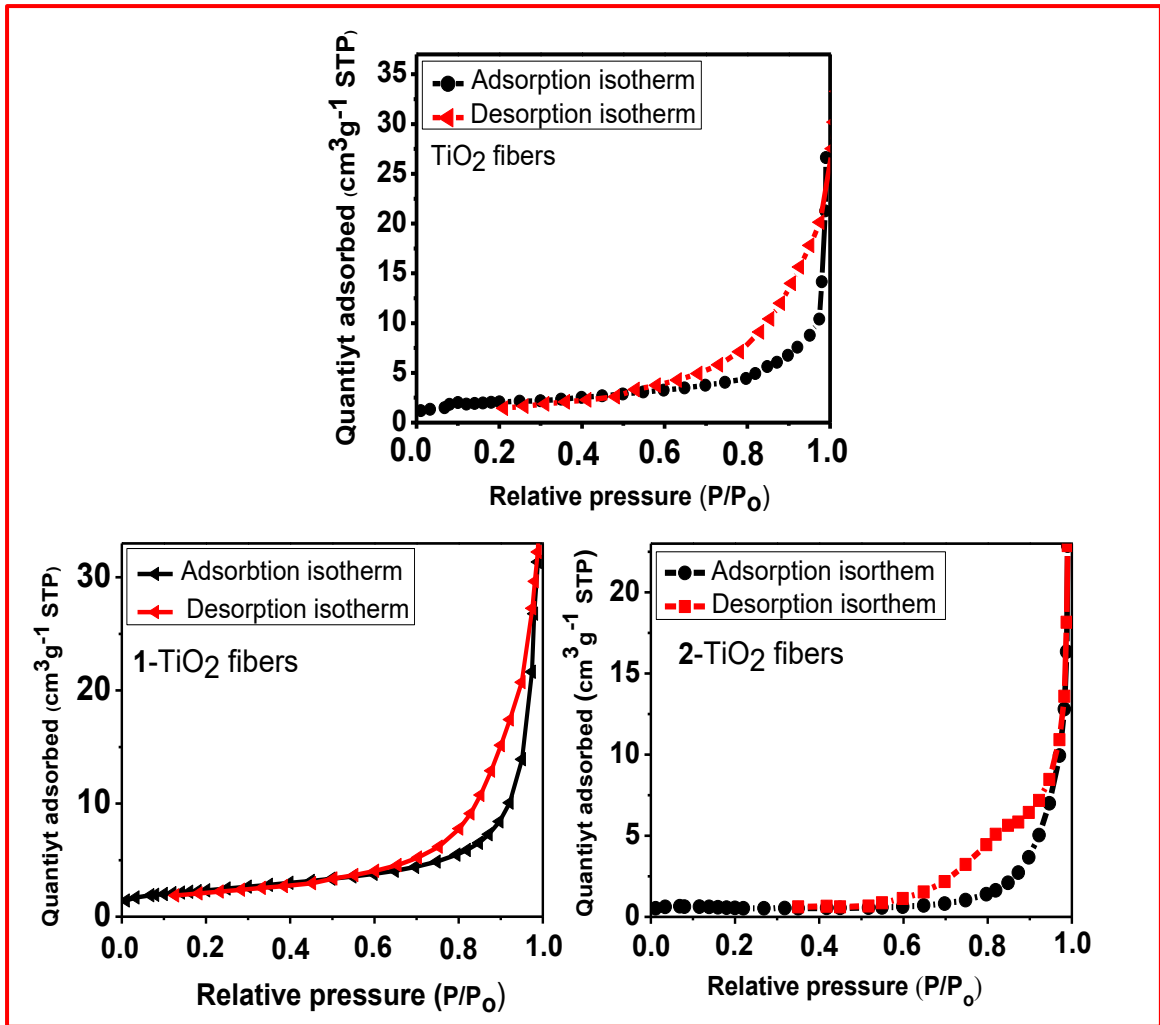 Quantiyt adsorbed (cm³g⁻¹ STP)
35
30
25
20
15
10
5
0
Adsorption isotherm
Desorption isotherm
TiO₂ fibers
0.0 0.2 0.4 0.6 0.8 1.0
Relative pressure (P/Po)
Quantiyt adsorbed (cm³g⁻¹ STP)
30
20
10
0
Adsorbtion isotherm
Desorption isotherm
1-TiO₂ fibers
0.0 0.2 0.4 0.6 0.8 1.0
Relative pressure (P/Po)
Quantiyt adsorbed (cm³g⁻¹ STP)
20
15
10
5
0
Adsorption isorthem
Desorption isorthem
2-TiO₂ fibers
0.0 0.2 0.4 0.6 0.8 1.0
Relative pressure (P/Po)